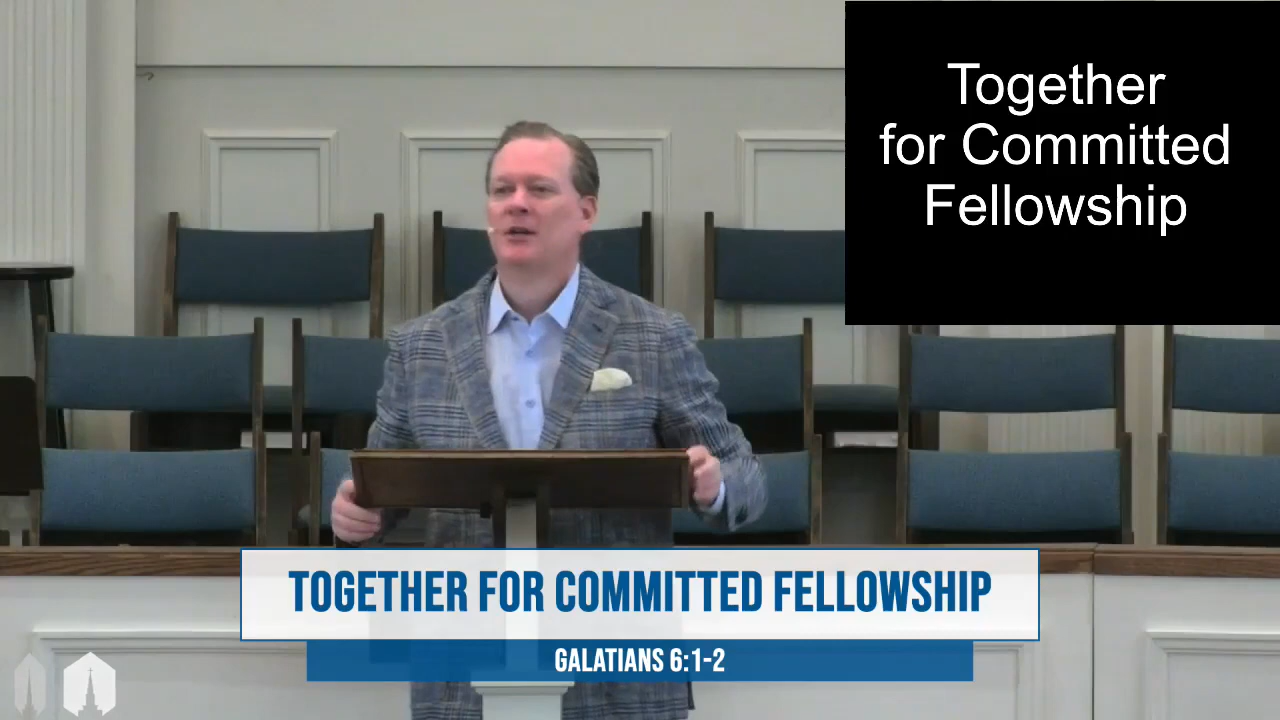 Together
for Committed
Fellowship
TOGETHER FOR COMMITTED FELLOWSHIP
GALATIANS 6:1-2